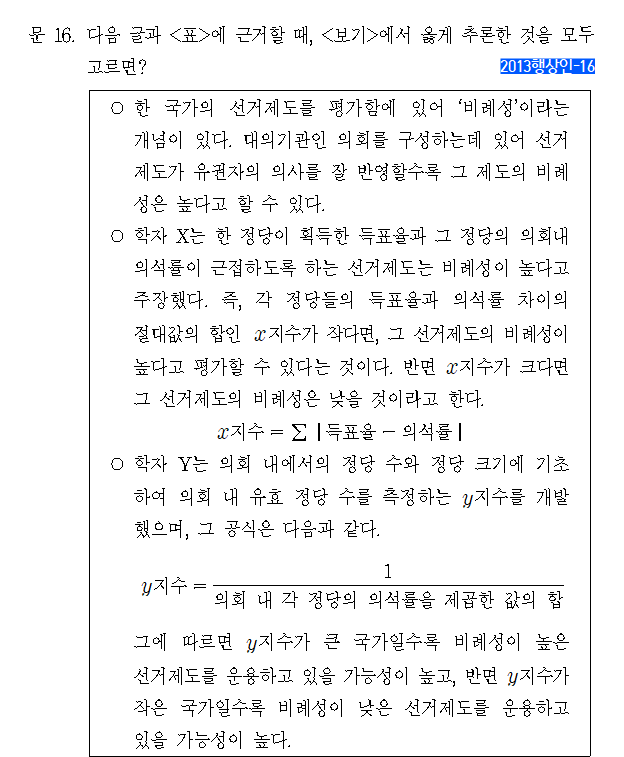 문 16. 다음 글과 <표>에 근거할 때, <보기>에서 옳게 추론한 것을 모두
고르면?
2013행상인-16
○ 한 국가의 선거제도를 평가함에 있어 ‘비례성’이라는
개념이 있다. 대의기관인 의회를 구성하는데 있어 선거
제도가 유권자의 의사를 잘 반영할수록 그 제도의 비례
성은 높다고 할 수 있다.
○ 학자 X는 한 정당이 획득한 득표율과 그 정당의 의회내
의석률이 근접하도록 하는 선거제도는 비례성이 높다고
주장했다. 즉, 각 정당들의 득표율과 의석률 차이의
절대값의 합인 x지수가 작다면, 그 선거제도의 비례성이
높다고 평가할 수 있다는 것이다. 반면 x지수가 크다면
그 선거제도의 비례성은 낮을 것이라고 한다.
x지수 = ∑ |득표율 − 의석률|
○ 학자 Y는 의회 내에서의 정당 수와 정당 크기에 기초
하여 의회 내 유효 정당 수를 측정하는 y지수를 개발
했으며, 그 공식은 다음과 같다.
1
y지수 =
의회 내 각 정당의 의석률을 제곱한 값의 합
그에 따르면 y지수가 큰 국가일수록 비례성이 높은
선거제도를 운용하고 있을 가능성이 높고, 반면 y지수가
작은 국가일수록 비례성이 낮은 선거제도를 운용하고
있을 가능성이 높다.